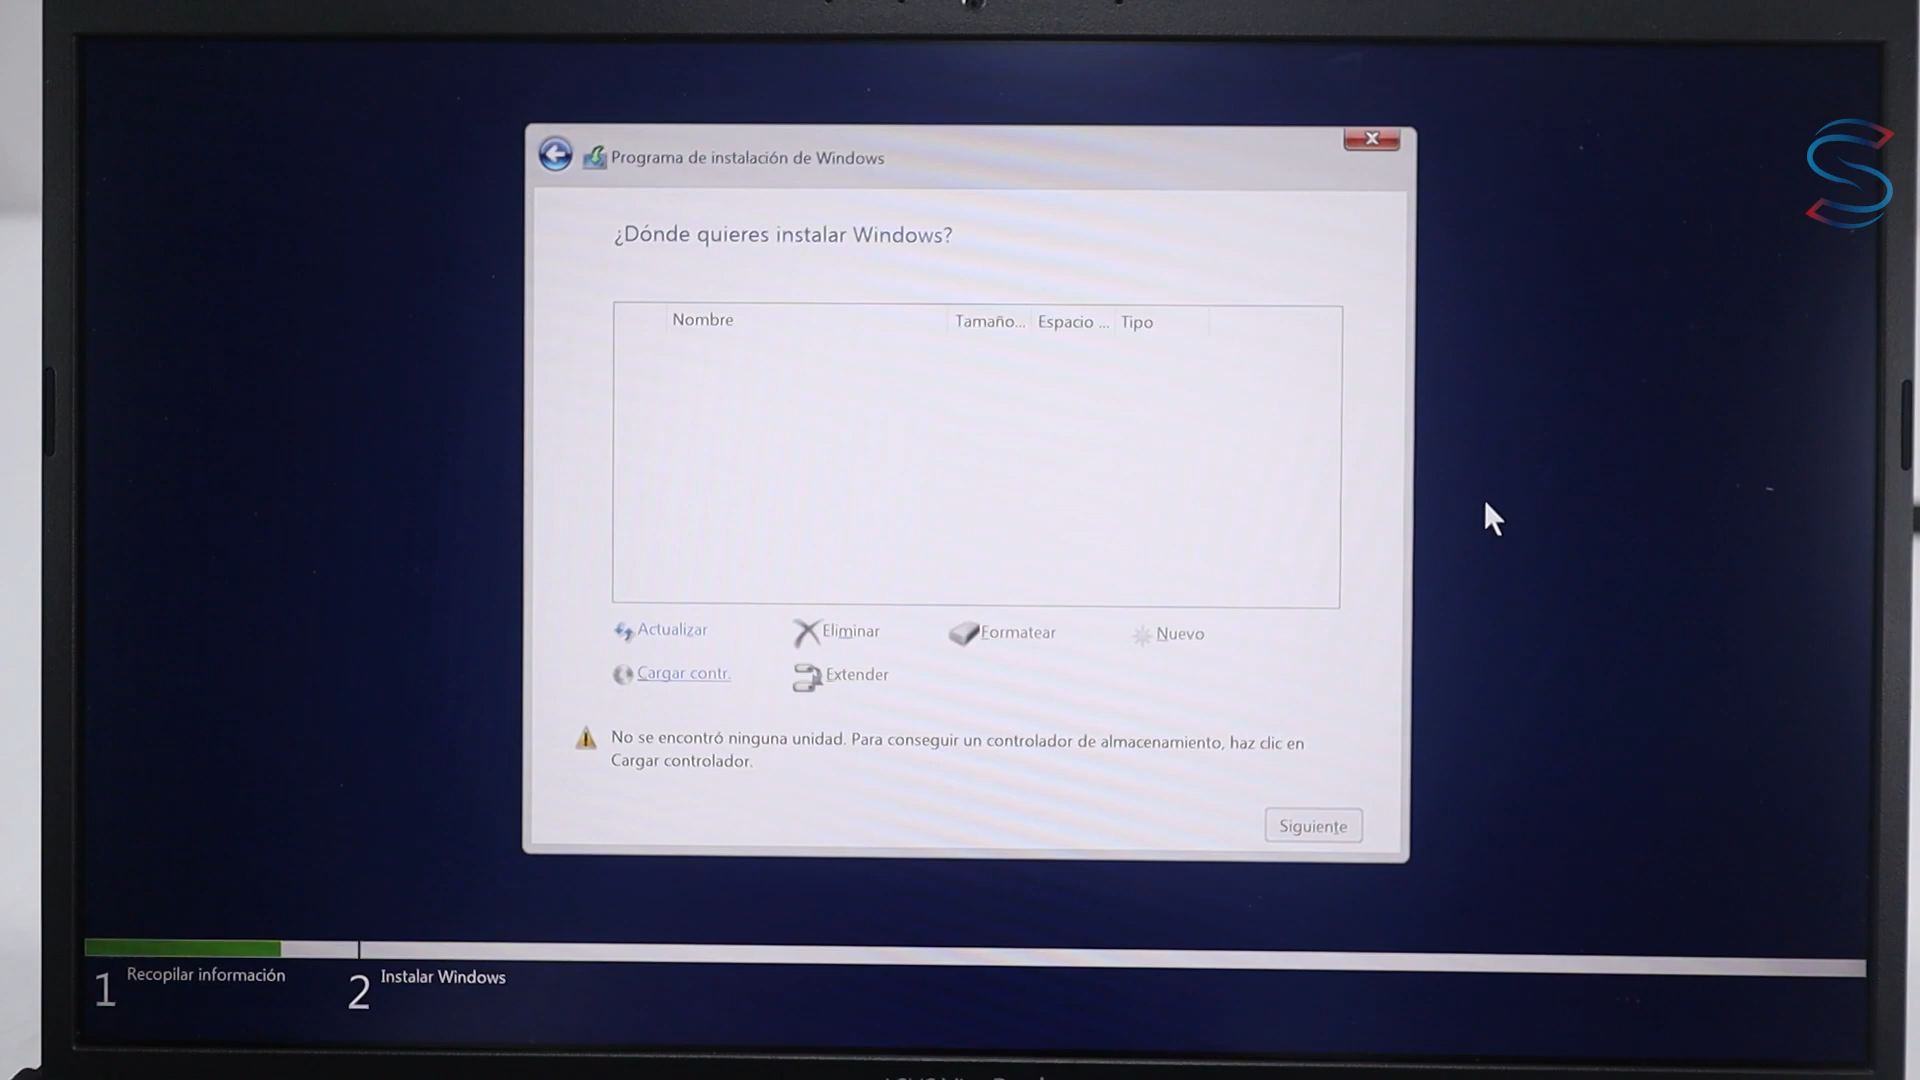 Programa de instalación de Windows
¿Dónde quieres instalar Windows?
Nombre Tamaño... Espacio ... Tipo
Actualizar Eliminar Formatear Nuevo
Cargar contr. Extender
No se encontró ninguna unidad. Para conseguir un controlador de almacenamiento, haz clic en
Cargar controlador.
Siguiente
1 Recopilar información 2 Instalar Windows